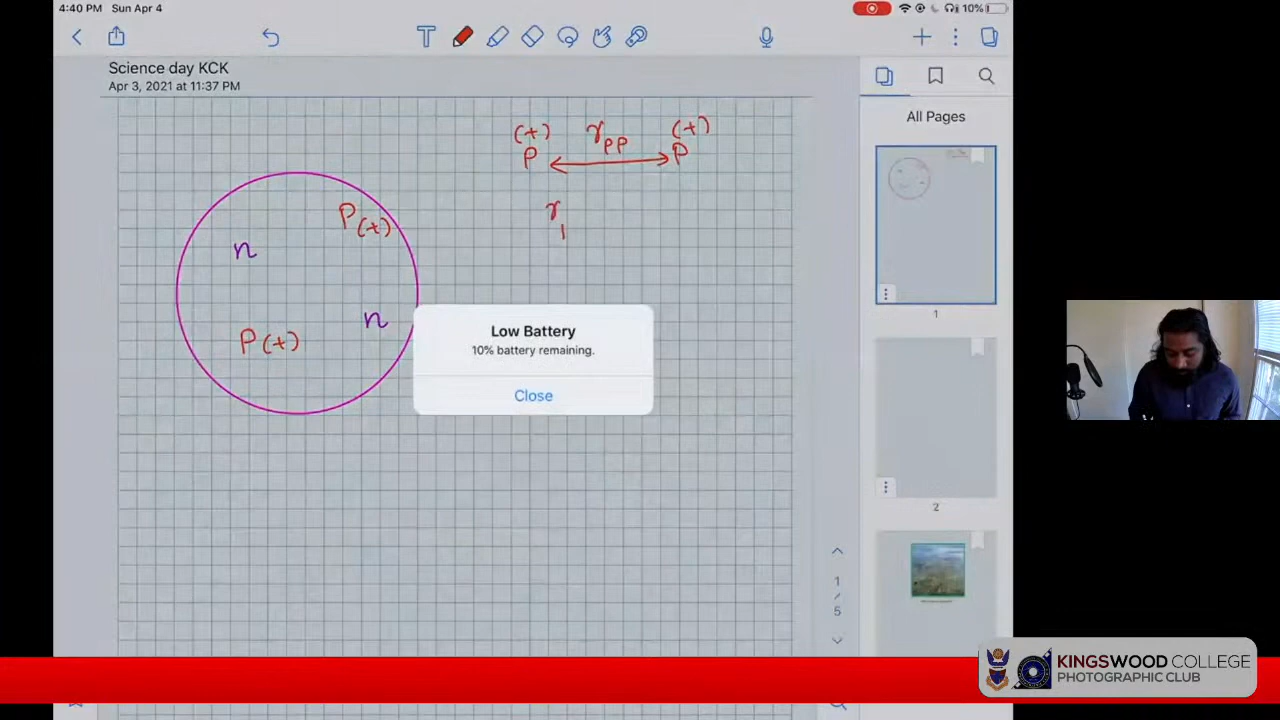 4:40 PM Sun Apr 4
10%
Science day KCK
Apr 3, 2021 at 11:37 PM
All Pages
(+) r_pp (+)
P P
r
P(+)
n
n
P(+)
Low Battery
10% battery remaining.
Close
1
2
1
/
5
KINGSWOOD COLLEGE
PHOTOGRAPHIC CLUB